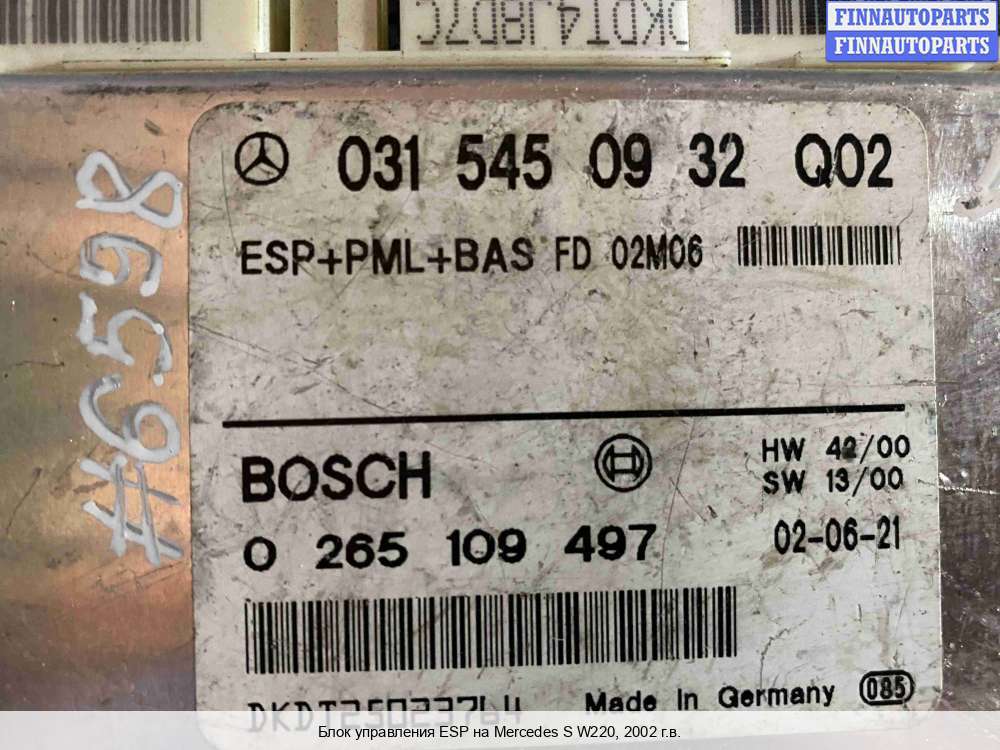 FINNAUTOPARTS
FINNAUTOPARTS
031 545 09 32 Q02
ESP+PML+BAS FD 02M06
#6598
BOSCH
HW 42/00
SW 13/00
0 265 109 497
02-06-21
Made In Germany 085
Блок управления ESP на Mercedes S W220, 2002 г.в.